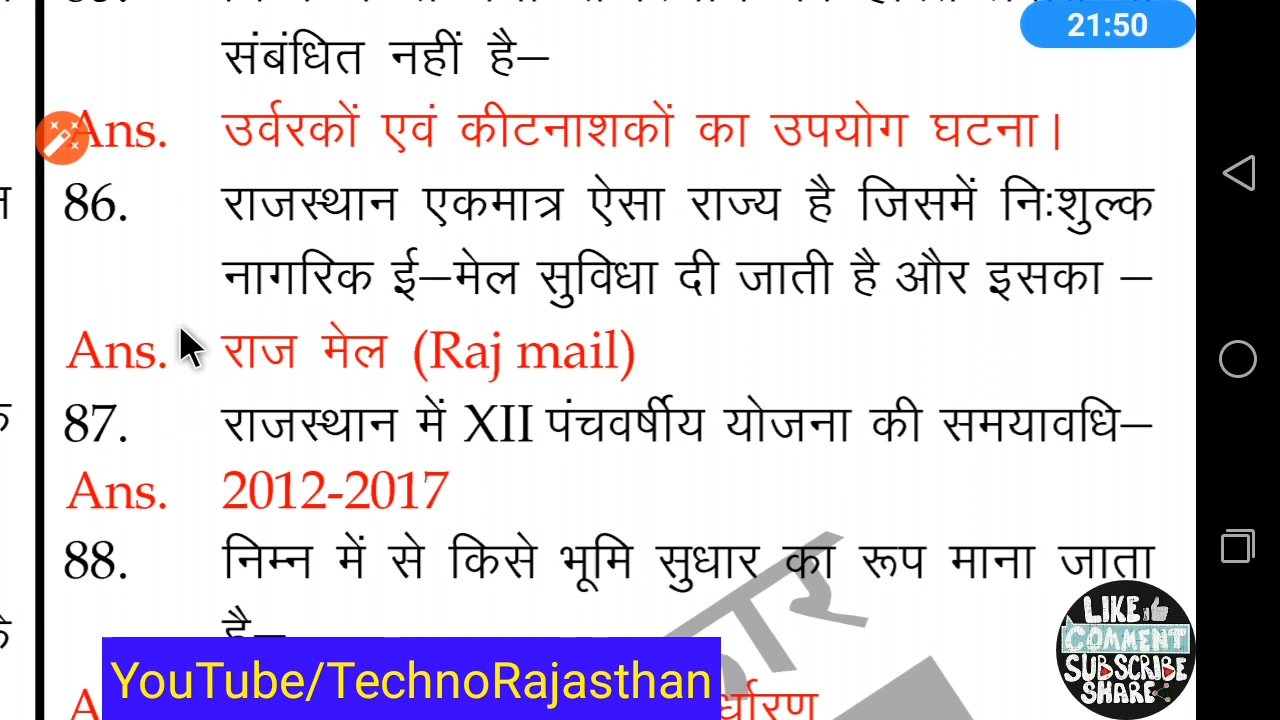 21:50
संबंधित नहीं है–
Ans. उर्वरकों एवं कीटनाशकों का उपयोग घटना।
86. राजस्थान एकमात्र ऐसा राज्य है जिसमें निःशुल्क
नागरिक ई–मेल सुविधा दी जाती है और इसका –
Ans. राज मेल (Raj mail)
87. राजस्थान में XII पंचवर्षीय योजना की समयावधि–
Ans. 2012-2017
88. निम्न में से किसे भूमि सुधार का रूप माना जाता
है–
YouTube/TechnoRajasthan
LIKE
COMMENT
SUBSCRIBE
SHARE